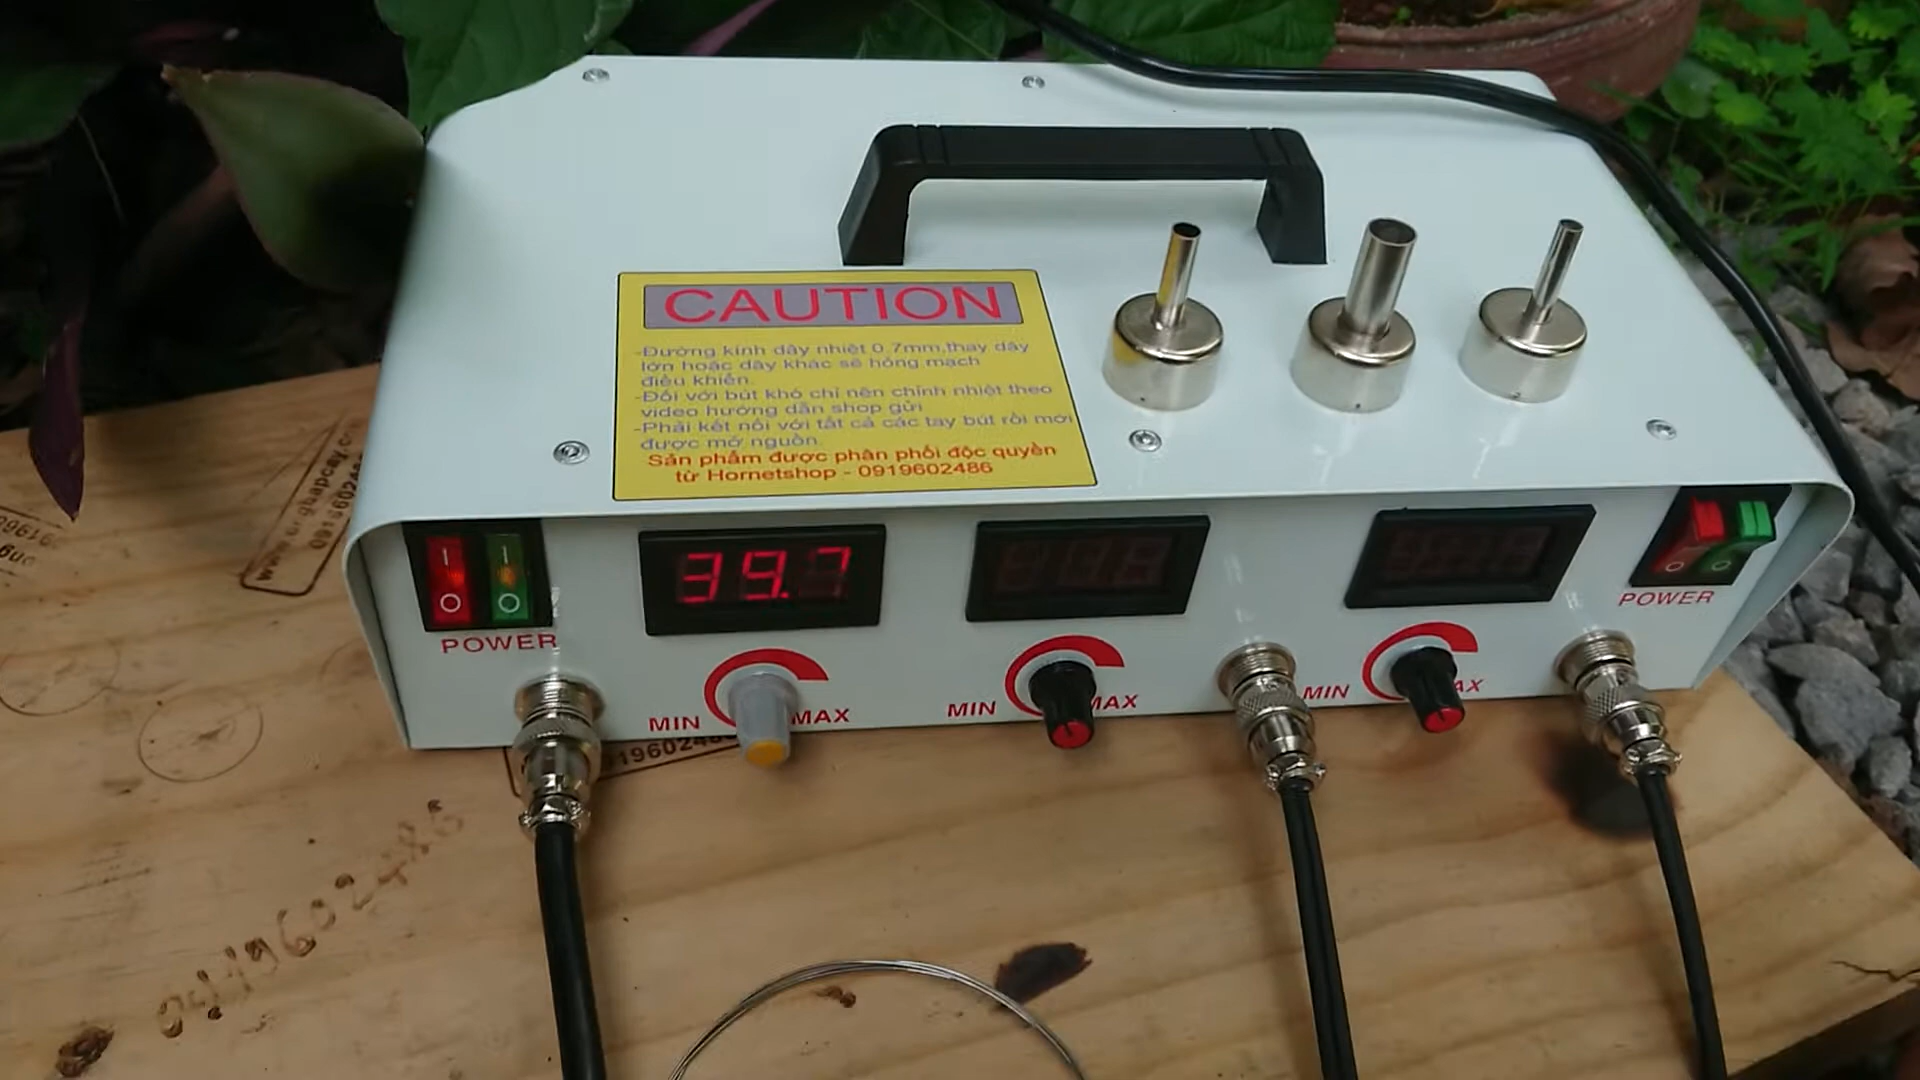 CAUTION
-Đường kính dây nhiệt 0.7mm,thay dây
lớn hoặc dây khác sẽ hỏng mạch
điều khiển.
-Đối với bút khò chỉ nên chỉnh nhiệt theo
video hướng dẫn shop gửi
-Phải kết nối với tất cả các tay bút rồi mới
được mở nguồn.
Sản phẩm được phân phối độc quyền
từ Hornetshop - 0919602486
39.7
POWER
POWER
MIN
MAX
MIN
MAX
MIN
AX
0919602486